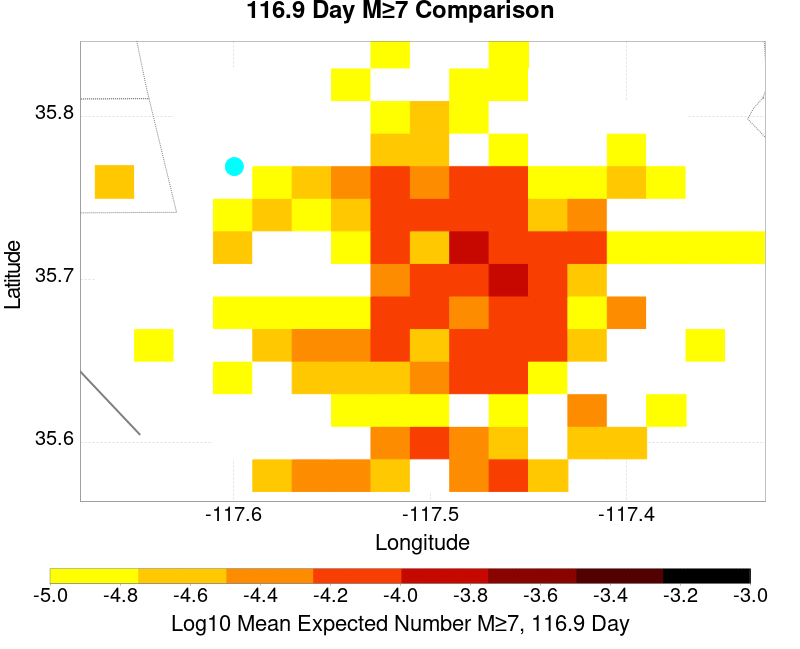 116.9 Day M≥7 Comparison
35.8
35.7
35.6
Latitude
-117.6 -117.5 -117.4
Longitude
-5.0 -4.8 -4.6 -4.4 -4.2 -4.0 -3.8 -3.6 -3.4 -3.2 -3.0
Log10 Mean Expected Number M≥7, 116.9 Day